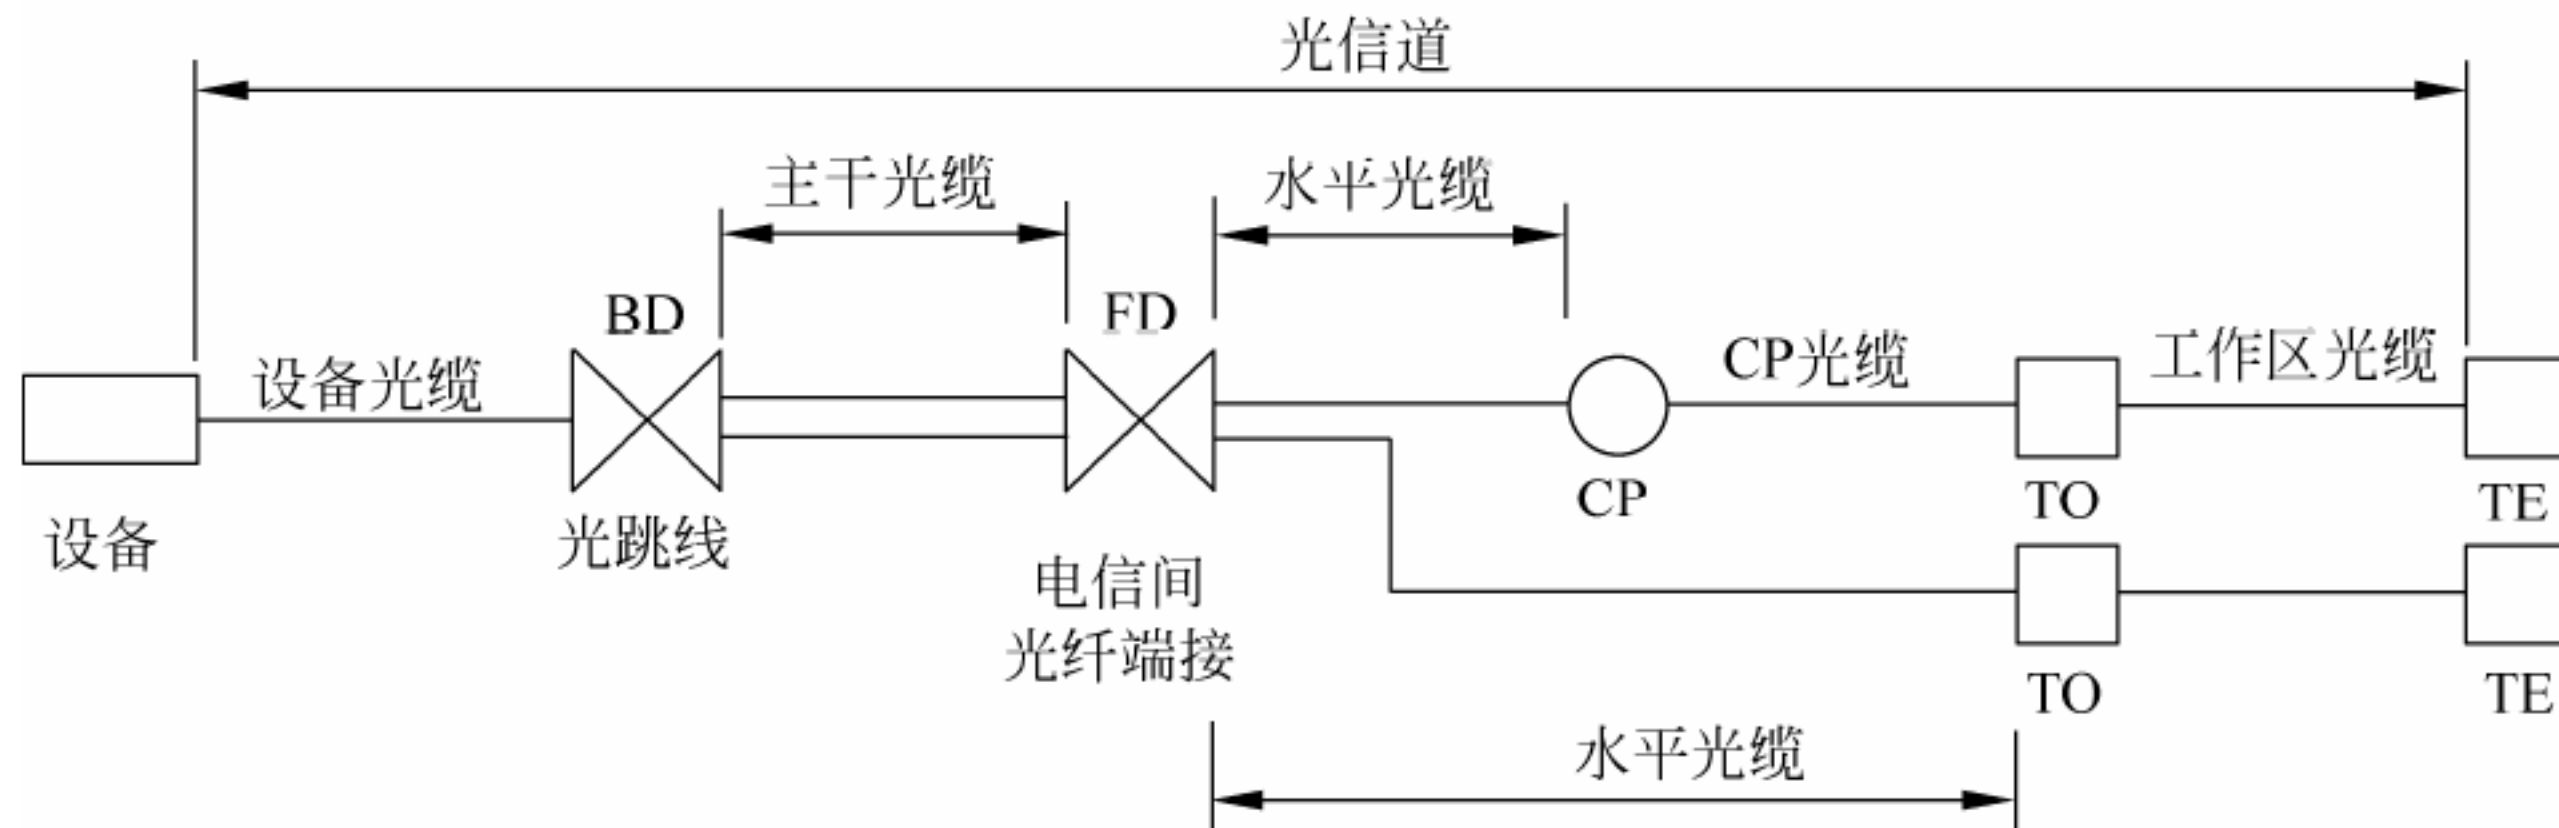 光信道
主干光缆
水平光缆
BD
FD
设备光缆
CP光缆
工作区光缆
设备
光跳线
电信间
光纤端接
CP
TO
TE
TO
TE
水平光缆